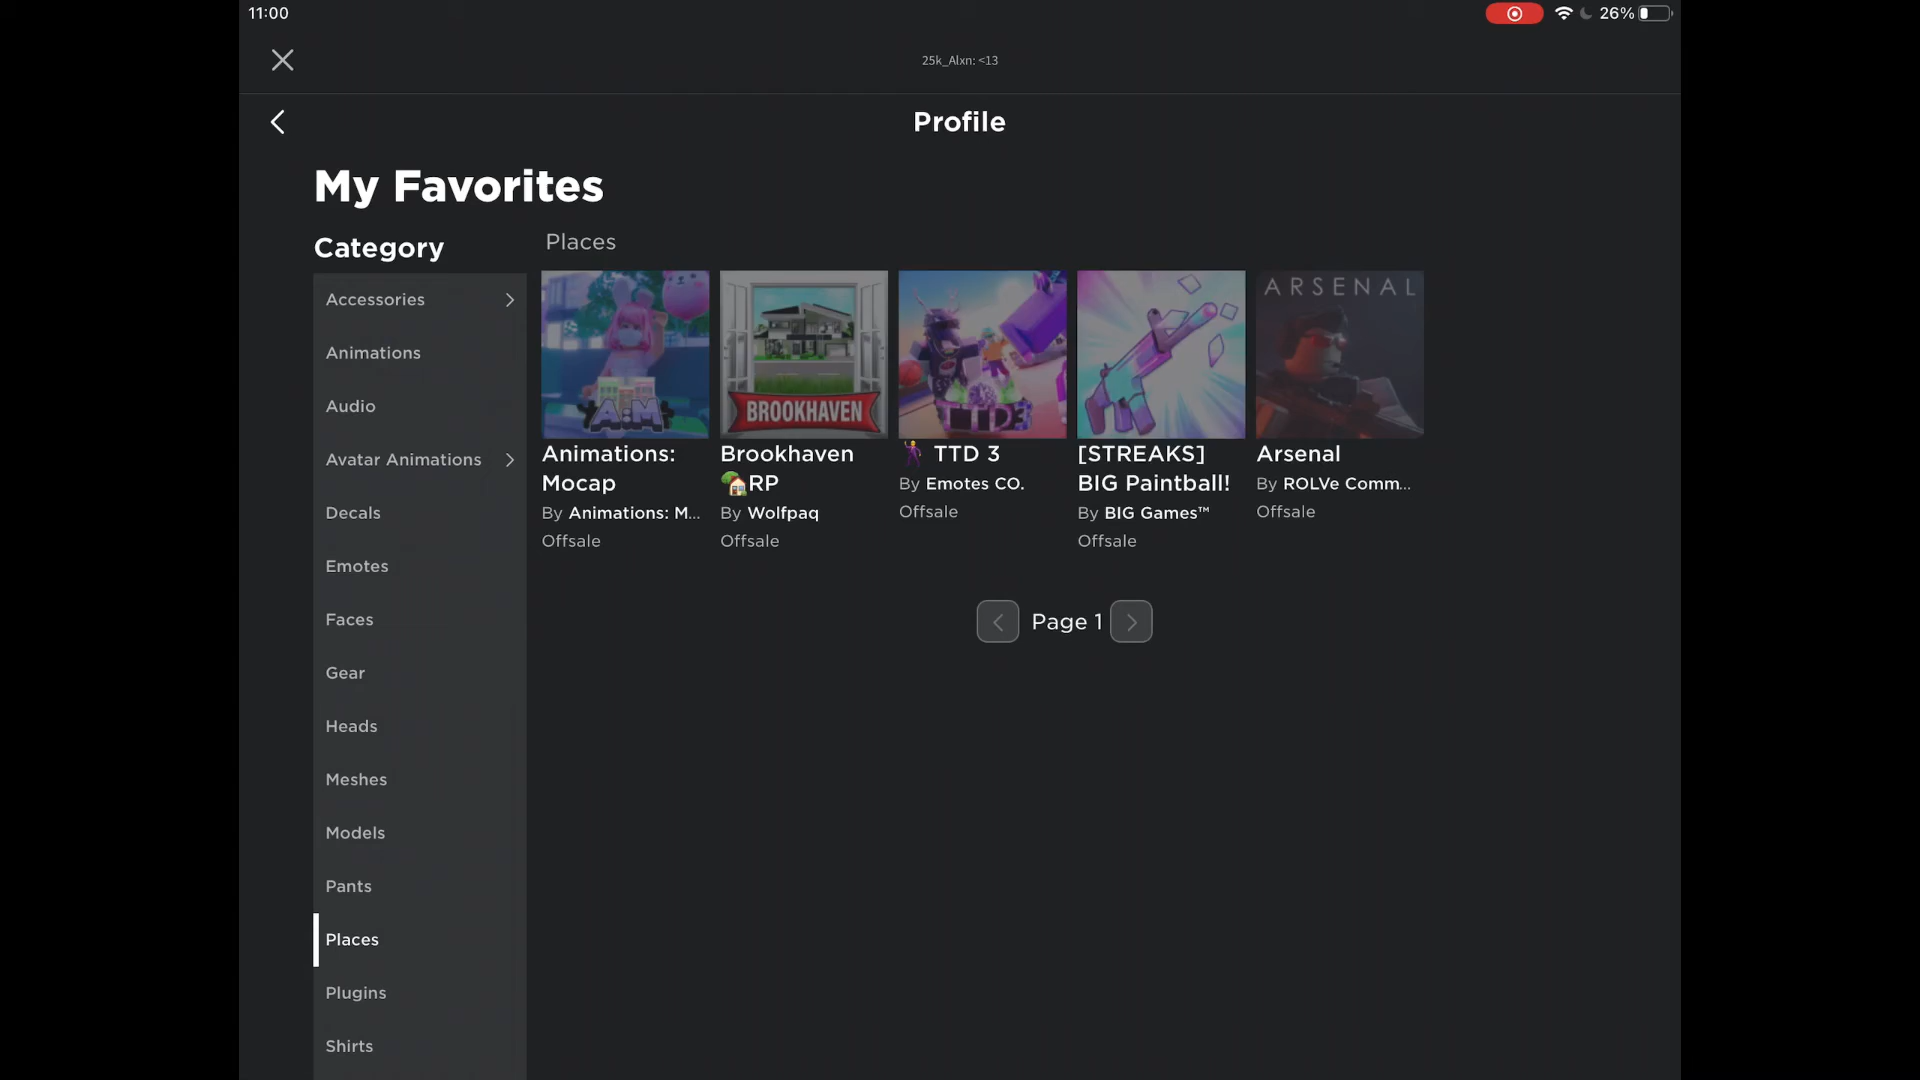 11:00
26%
25k_Alxn: <13
Profile
My Favorites
Category
Accessories
Animations
Audio
Avatar Animations
Decals
Emotes
Faces
Gear
Heads
Meshes
Models
Pants
Places
Plugins
Shirts
Places
A:M
Animations:
Mocap
By Animations: M...
Offsale
BROOKHAVEN
Brookhaven
🏡RP
By Wolfpaq
Offsale
TTD3
🕺 TTD 3
By Emotes CO.
Offsale
[STREAKS]
BIG Paintball!
By BIG Games™
Offsale
ARSENAL
Arsenal
By ROLVe Comm...
Offsale
Page 1